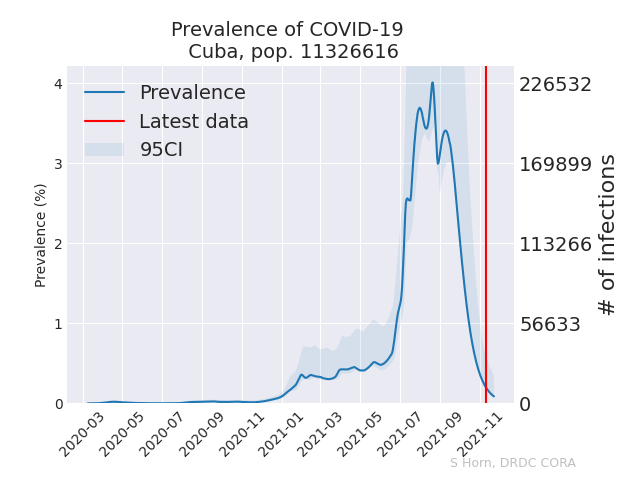 Prevalence of COVID-19
Cuba, pop. 11326616
Prevalence
Latest data
95CI
4
3
2
1
0
Prevalence (%)
226532
169899
113266
56633
0
# of infections
2020-03
2020-05
2020-07
2020-09
2020-11
2021-01
2021-03
2021-05
2021-07
2021-09
2021-11
S Horn, DRDC CORA